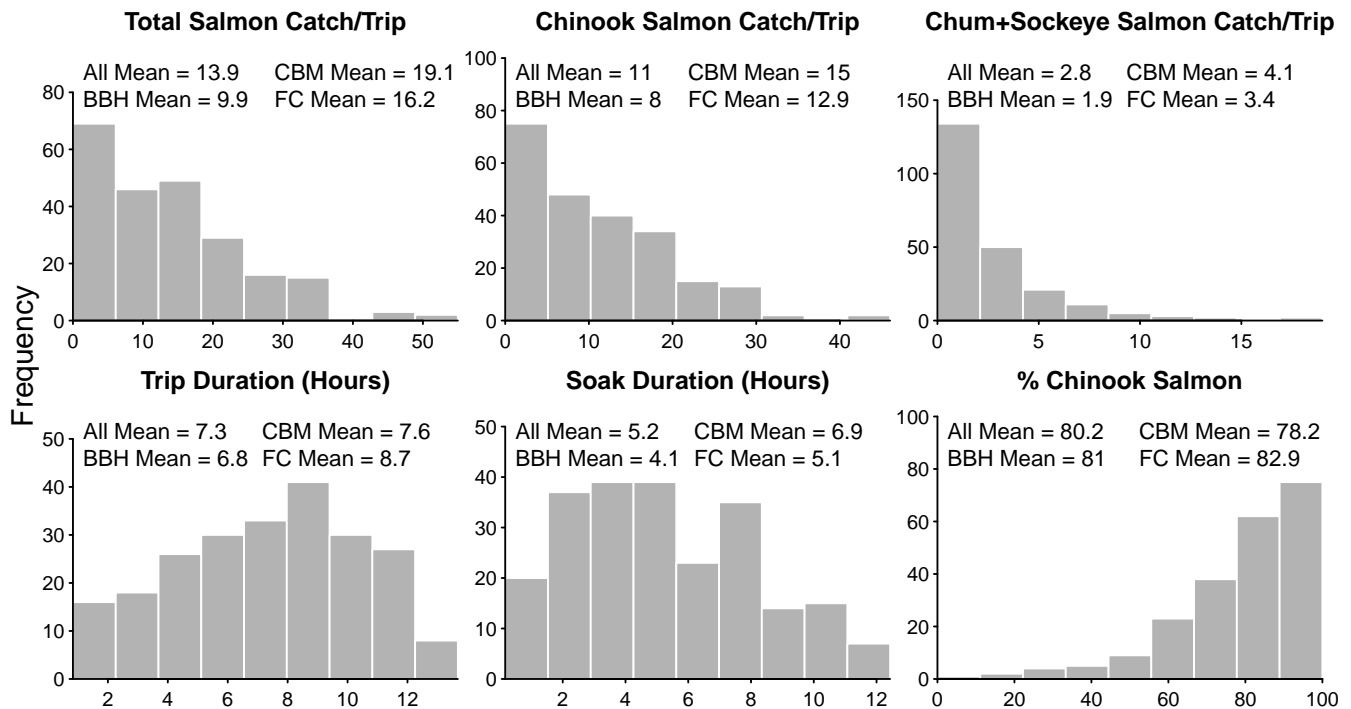 Total Salmon Catch/Trip
All Mean = 13.9 CBM Mean = 19.1
BBH Mean = 9.9 FC Mean = 16.2
80
60
40
20
0
0 10 20 30 40 50
Chinook Salmon Catch/Trip
All Mean = 11 CBM Mean = 15
BBH Mean = 8 FC Mean = 12.9
100
80
60
40
20
0
0 10 20 30 40
Chum+Sockeye Salmon Catch/Trip
All Mean = 2.8 CBM Mean = 4.1
BBH Mean = 1.9 FC Mean = 3.4
150
100
50
0
0 5 10 15
Frequency
Trip Duration (Hours)
All Mean = 7.3 CBM Mean = 7.6
BBH Mean = 6.8 FC Mean = 8.7
50
40
30
20
10
0
2 4 6 8 10 12
Soak Duration (Hours)
All Mean = 5.2 CBM Mean = 6.9
BBH Mean = 4.1 FC Mean = 5.1
50
40
30
20
10
0
2 4 6 8 10 12
% Chinook Salmon
All Mean = 80.2 CBM Mean = 78.2
BBH Mean = 81 FC Mean = 82.9
100
80
60
40
20
0
0 20 40 60 80 100